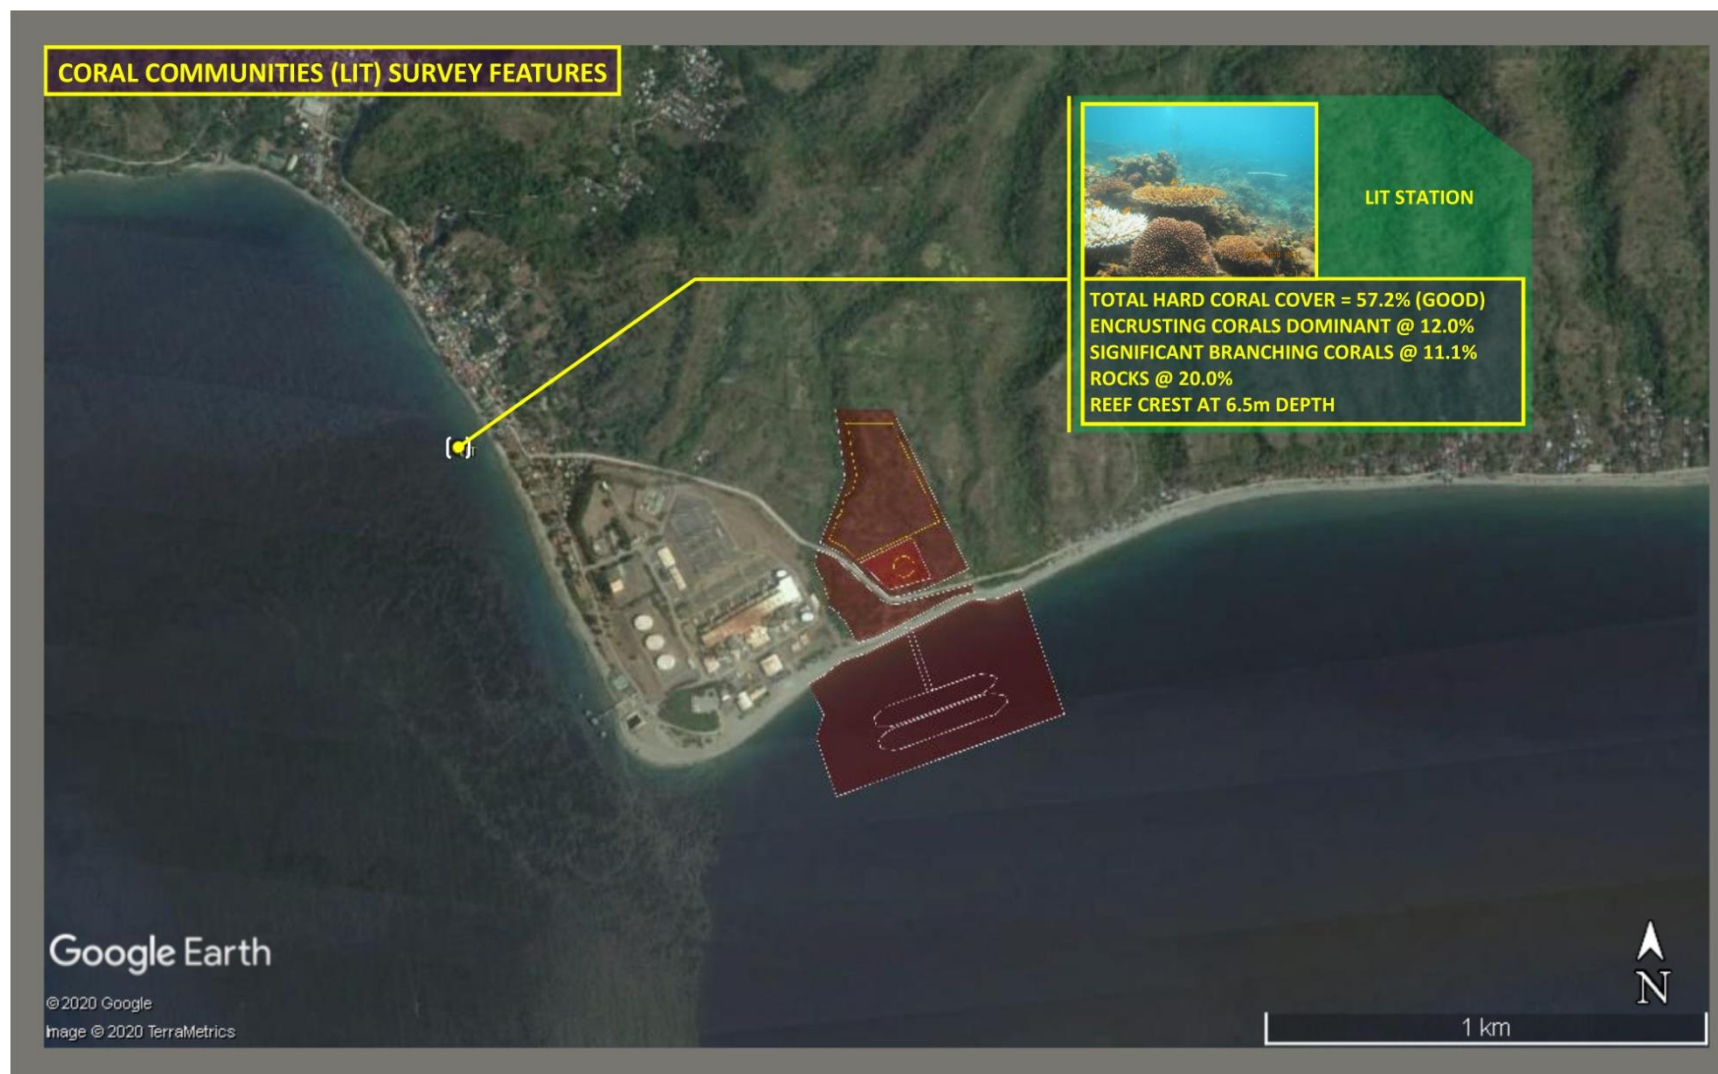 CORAL COMMUNITIES (LIT) SURVEY FEATURES
LIT STATION
TOTAL HARD CORAL COVER = 57.2% (GOOD)
ENCRUSTING CORALS DOMINANT @ 12.0%
SIGNIFICANT BRANCHING CORALS @ 11.1%
ROCKS @ 20.0%
REEF CREST AT 6.5m DEPTH
Google Earth
©2020 Google
Image © 2020 TerraMetrics
N
1 km